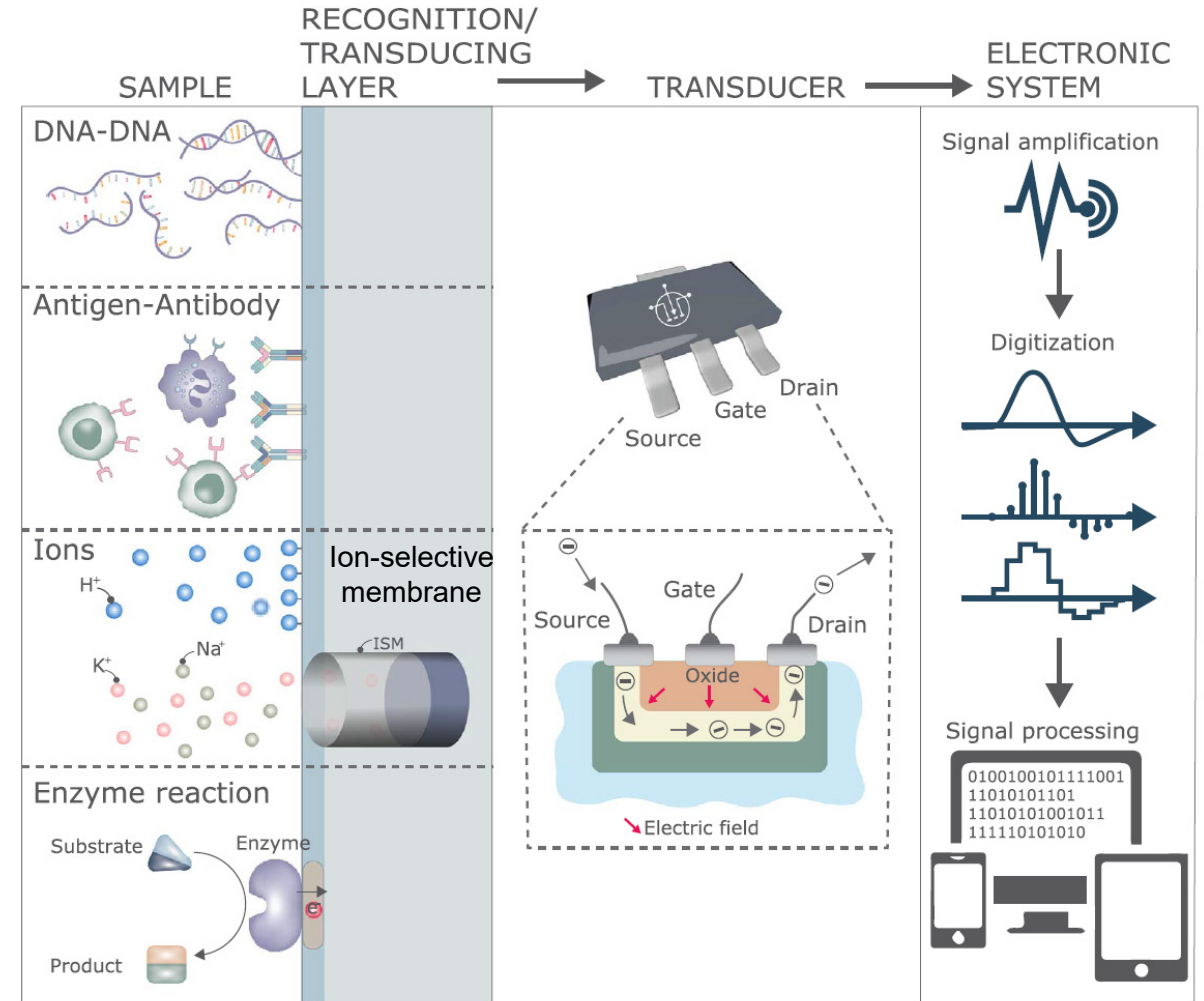 RECOGNITION/
TRANSDUCING
LAYER
SAMPLE
TRANSDUCER
ELECTRONIC
SYSTEM
DNA-DNA
Antigen-Antibody
Ions
H⁺
K⁺
Na⁺
Ion-selective
membrane
ISM
Enzyme reaction
Substrate
Enzyme
e
Product
Source
Gate
Drain
Source
Gate
Drain
Oxide
Electric field
Signal amplification
Digitization
Signal processing
0100100101111001
11010101101
11010101001011
111110101010